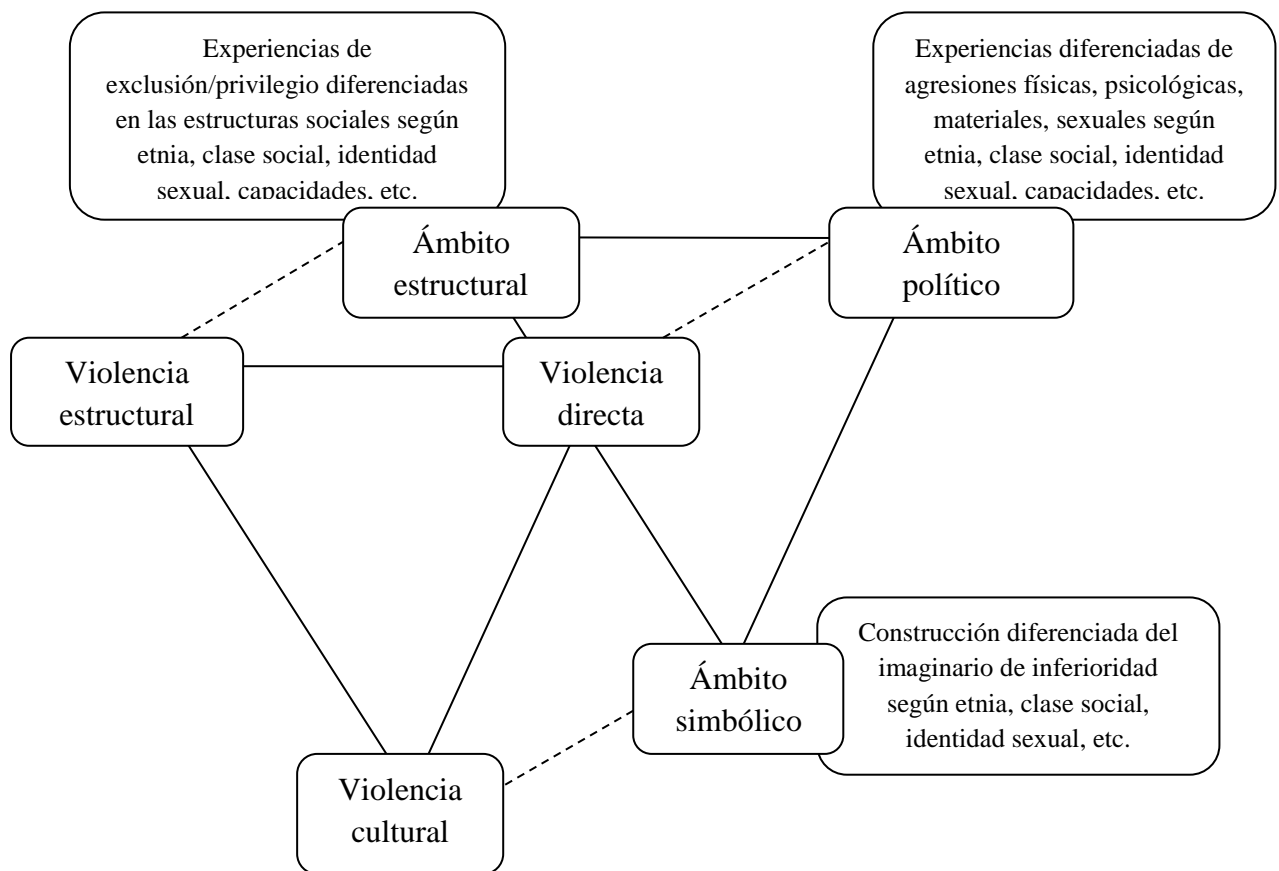 Experiencias de
exclusión/privilegio diferenciadas
en las estructuras sociales según
etnia, clase social, identidad
sexual, capacidades, etc.
Experiencias diferenciadas de
agresiones físicas, psicológicas,
materiales, sexuales según
etnia, clase social, identidad
sexual, capacidades, etc.
Ámbito
estructural
Ámbito
político
Violencia
estructural
Violencia
directa
Construcción diferenciada del
imaginario de inferioridad
según etnia, clase social,
identidad sexual, etc.
Ámbito
simbólico
Violencia
cultural